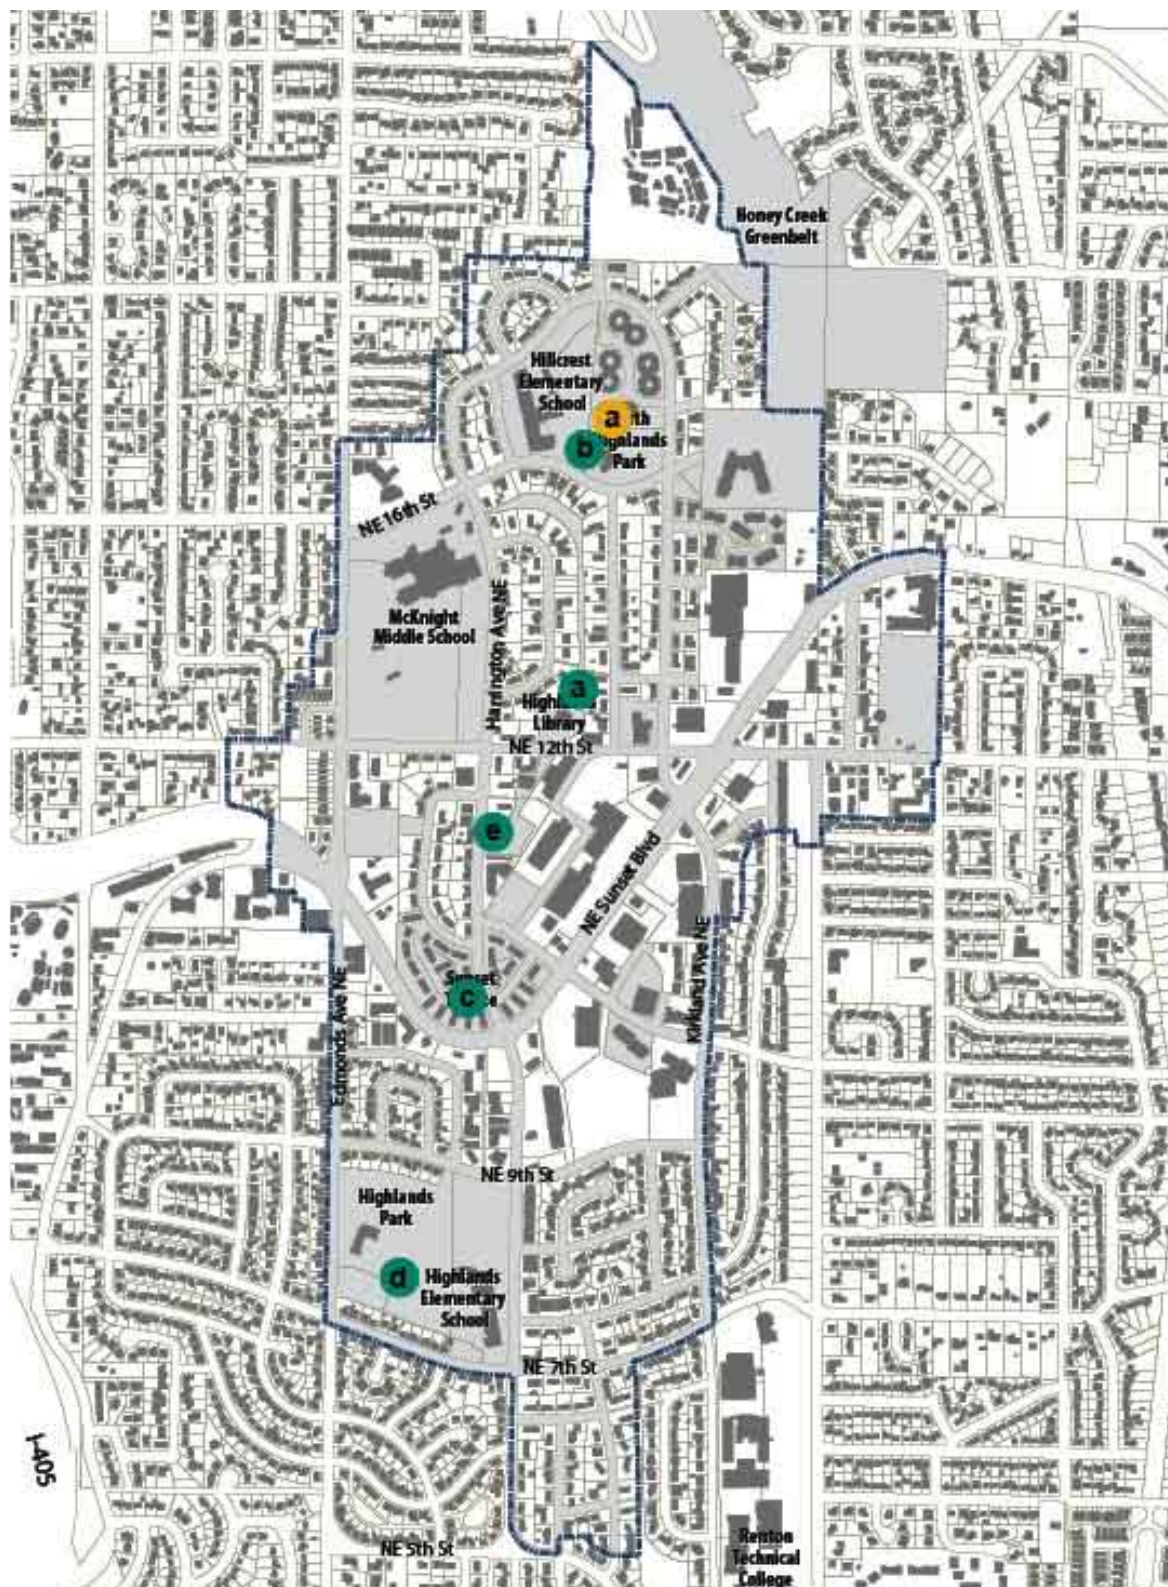 Honey Creek
Greenbelt
Hillcrest
Elementary
School
a
b
Park
NE 16th St
McKnight
Middle School
Harrington Ave NE
a
Library
NE 12th St
e
NE Sunset Blvd
Kirkland Ave NE
Sunset
c
Edmonds Ave NE
NE 9th St
Highlands
Park
d
Highlands
Elementary
School
NE 7th St
I-405
NE 5th St
Renton
Technical
College